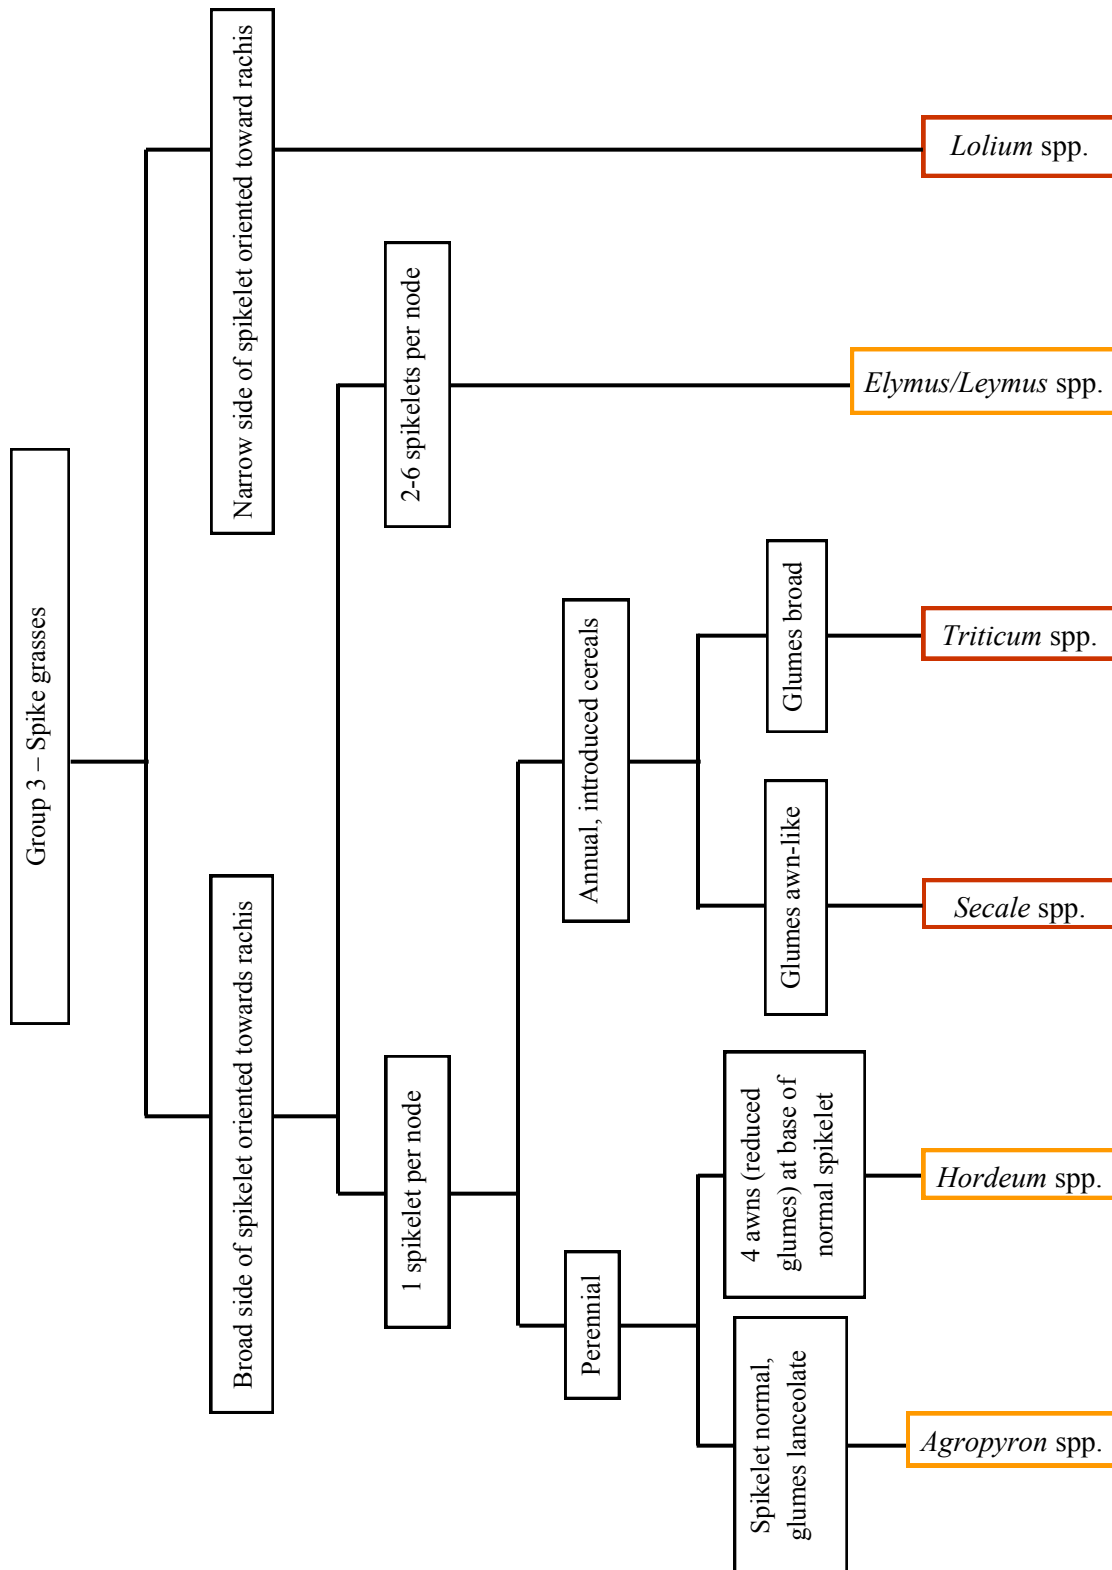 Group 3 – Spike grasses
Broad side of spikelet oriented towards rachis
Narrow side of spikelet oriented toward rachis
1 spikelet per node
2-6 spikelets per node
Perennial
Annual, introduced cereals
Spikelet normal,
glumes lanceolate
4 awns (reduced
glumes) at base of
normal spikelet
Glumes awn-like
Glumes broad
Agropyron spp.
Hordeum spp.
Secale spp.
Triticum spp.
Elymus/Leymus spp.
Lolium spp.